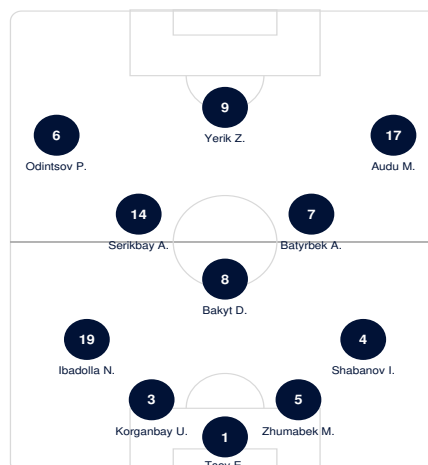 9
Yerik Z.
6
17
Odintsov P.
Audu M.
14
7
Serikbay A.
Batyrbek A.
8
Bakyt D.
19
4
Ibadolla N.
Shabanov I.
3
5
Korganbay U.
Zhumabek M.
1